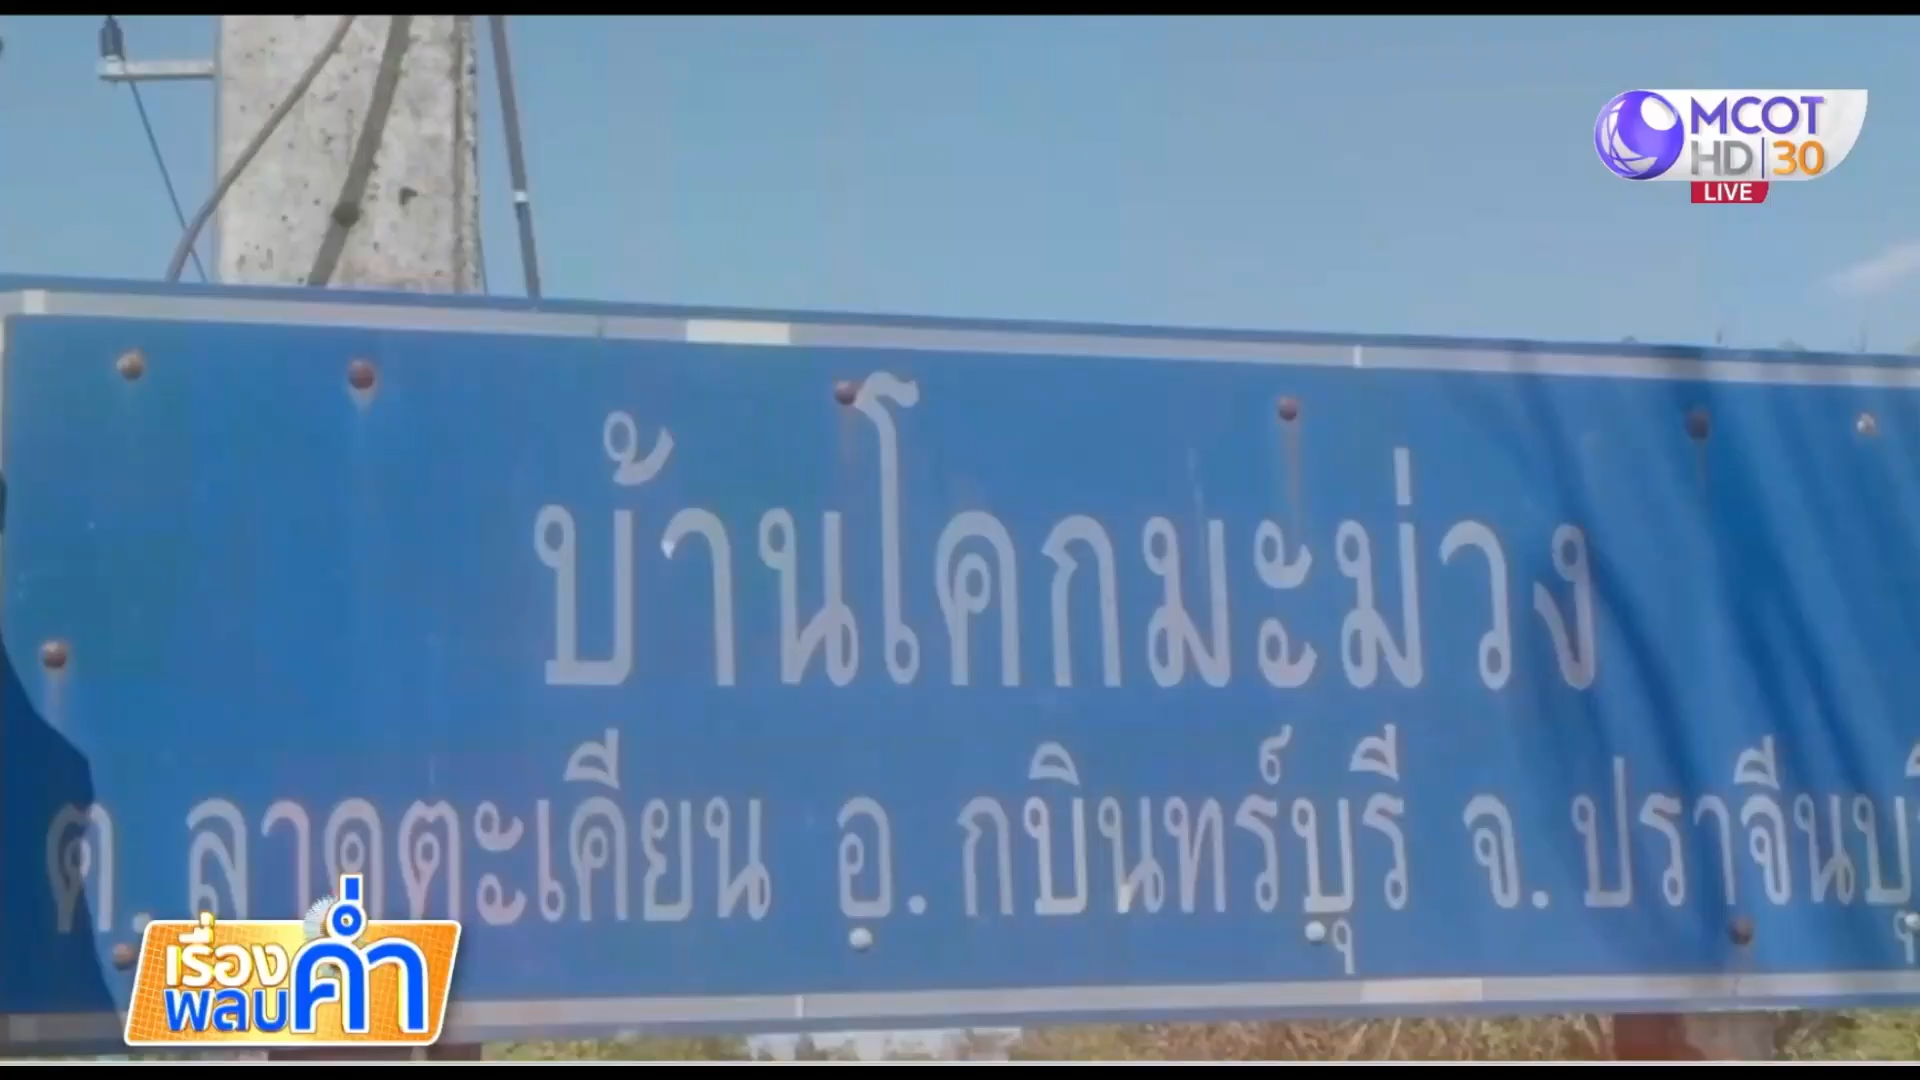 MCOT
HD 30
LIVE
บ้านโคกมะม่วง
ต.ลาดตะเคียน อ.กบินทร์บุรี จ.ปราจีนบุรี
เรื่อง
พลบ
ค่ำ